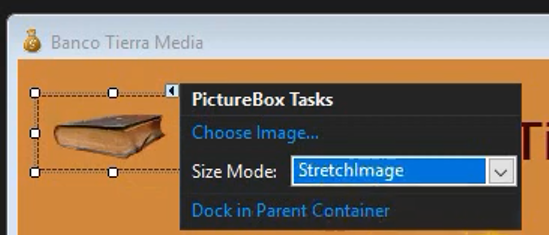 Banco Tierra Media
PictureBox Tasks
Choose Image...
Size Mode: StretchImage
Dock in Parent Container